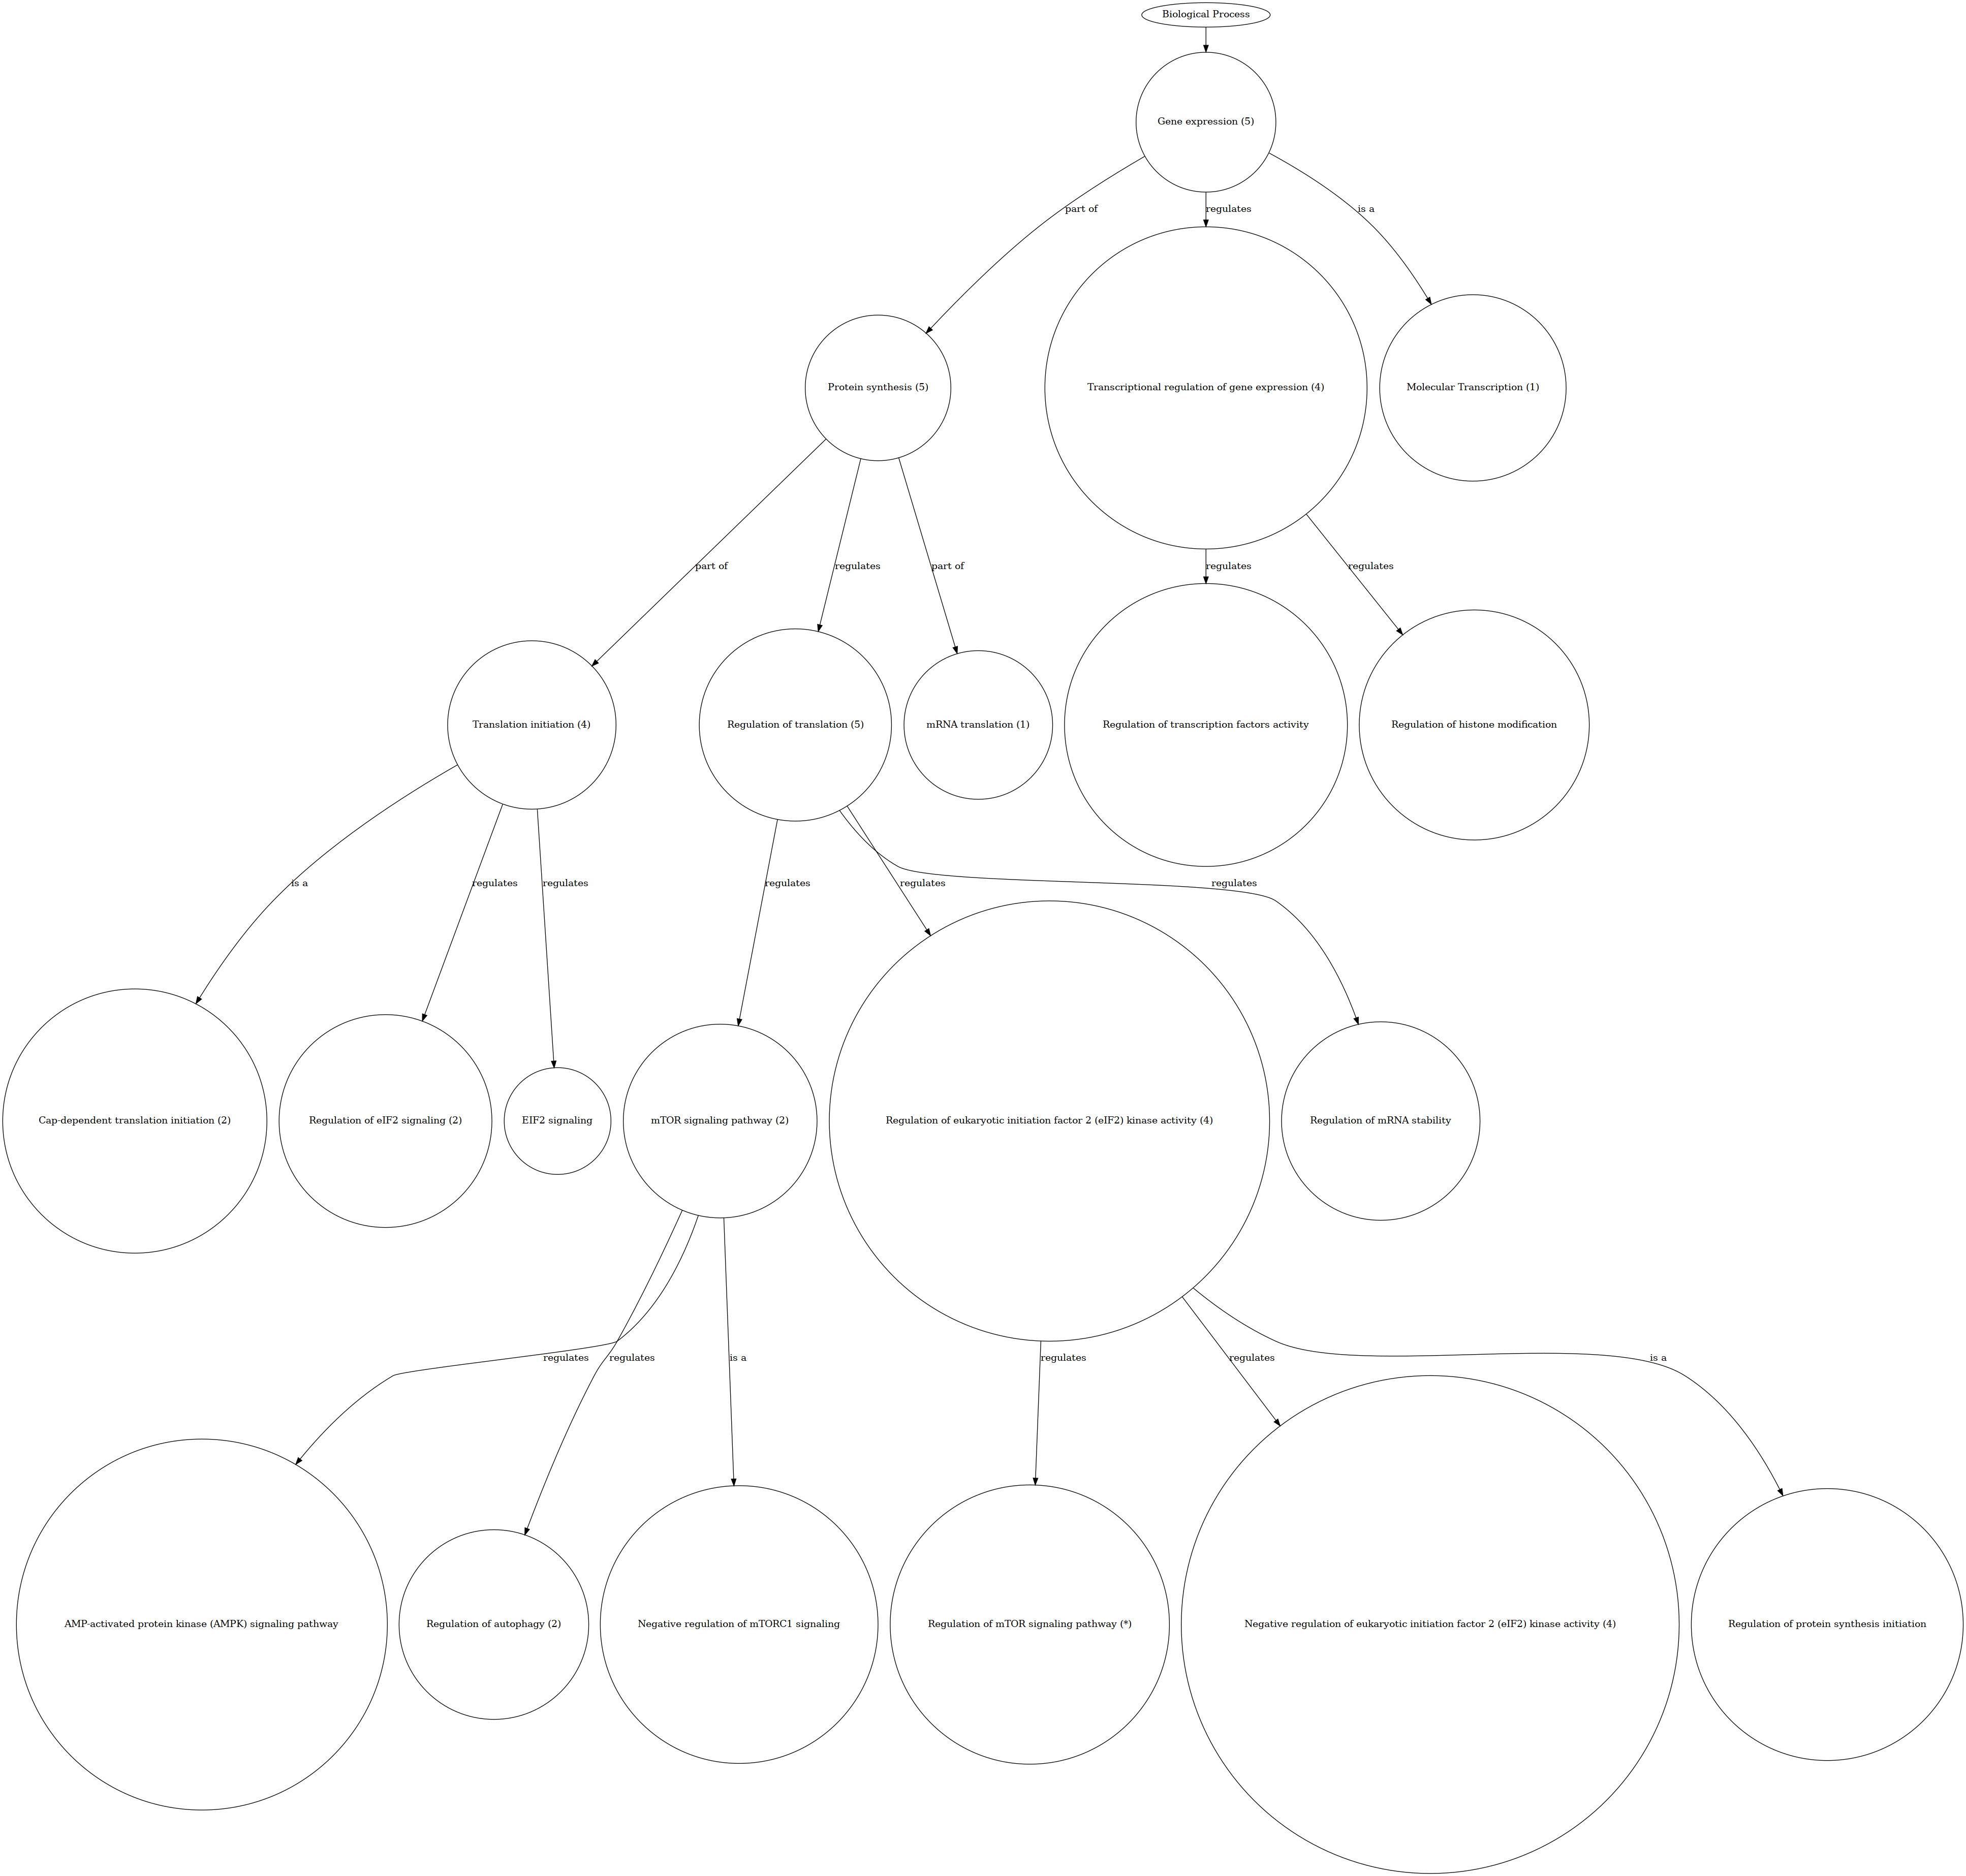 Biological Process
Gene expression (5)
part of
regulates
is a
Protein synthesis (5)
Transcriptional regulation of gene expression (4)
Molecular Transcription (1)
part of
regulates
part of
regulates
regulates
Translation initiation (4)
Regulation of translation (5)
mRNA translation (1)
Regulation of transcription factors activity
Regulation of histone modification
is a
regulates
regulates
regulates
regulates
regulates
Cap-dependent translation initiation (2)
Regulation of eIF2 signaling (2)
EIF2 signaling
mTOR signaling pathway (2)
Regulation of eukaryotic initiation factor 2 (eIF2) kinase activity (4)
Regulation of mRNA stability
regulates
regulates
is a
regulates
regulates
is a
AMP-activated protein kinase (AMPK) signaling pathway
Regulation of autophagy (2)
Negative regulation of mTORC1 signaling
Regulation of mTOR signaling pathway (*)
Negative regulation of eukaryotic initiation factor 2 (eIF2) kinase activity (4)
Regulation of protein synthesis initiation